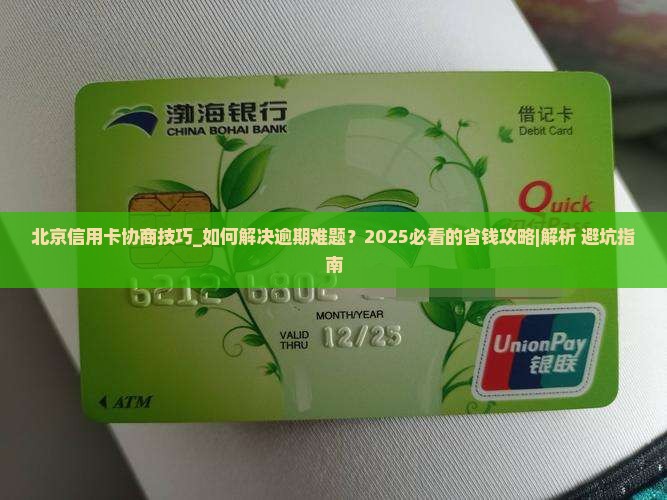 渤海银行
CHINA BOHAI BANK
借记卡
Debit Card
Quick
北京信用卡协商技巧_如何解决逾期难题？2025必看的省钱攻略|解析 避坑指
南
6212 6802
MONTH/YEAR
VALID
THRU
12/25
UnionPay
银联
ATM